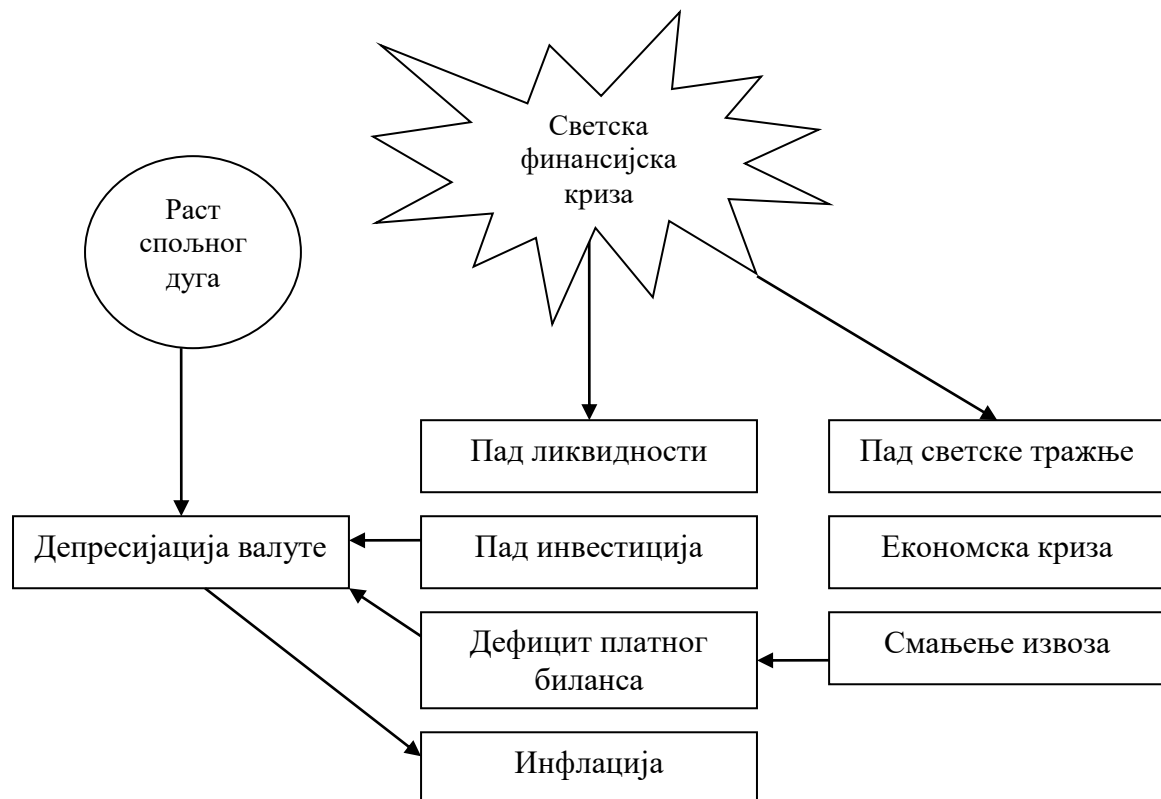 Светска
финансијска
криза
Раст
спољног
дуга
Пад ликвидности
Пад светске тражње
Депресијација валуте
Пад инвестиција
Економска криза
Дефицит платног
биланса
Смањење извоза
Инфлација